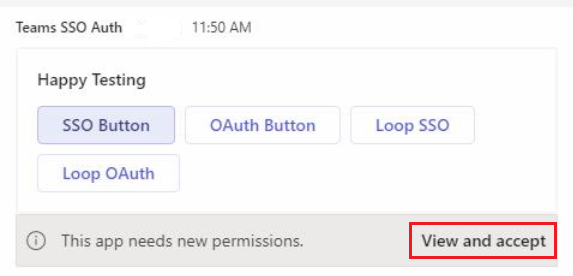 Teams SSO Auth 11:50 AM
Happy Testing
SSO Button OAuth Button Loop SSO
Loop OAuth
This app needs new permissions. View and accept